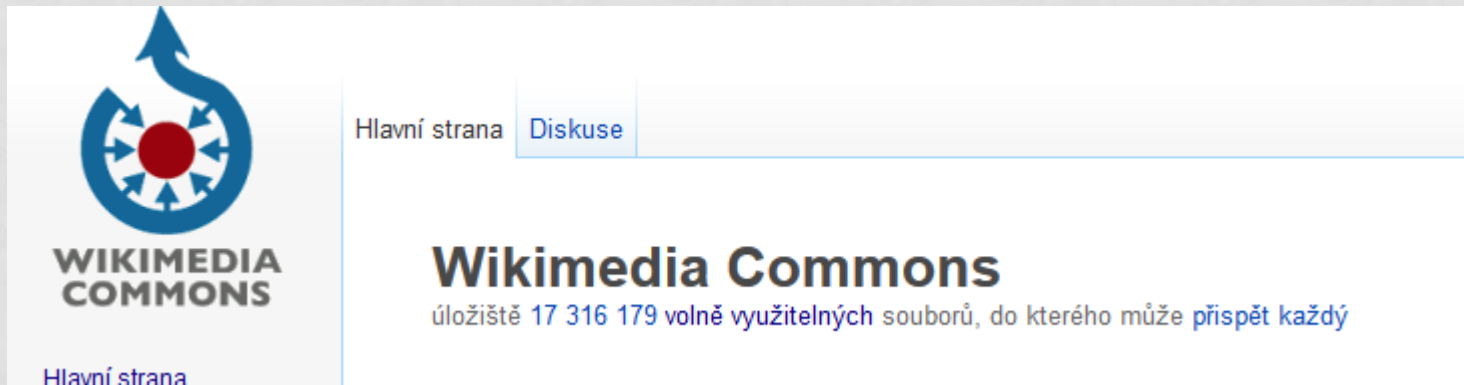 WIKIMEDIA
COMMONS
Hlavní strana Diskuse
Wikimedia Commons
úložiště 17 316 179 volně využitelných souborů, do kterého může přispět každý
Hlavní strana